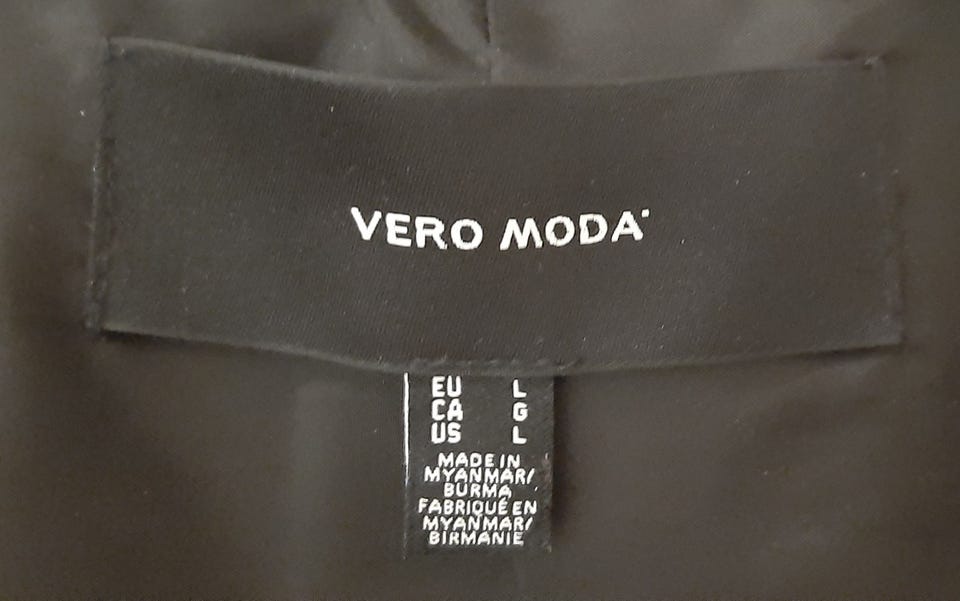 VERO MODA
EU L
CA G
US L
MADE IN
MYANMAR/
BURMA
FABRIQUÉ EN
MYANMAR/
BIRMANIE